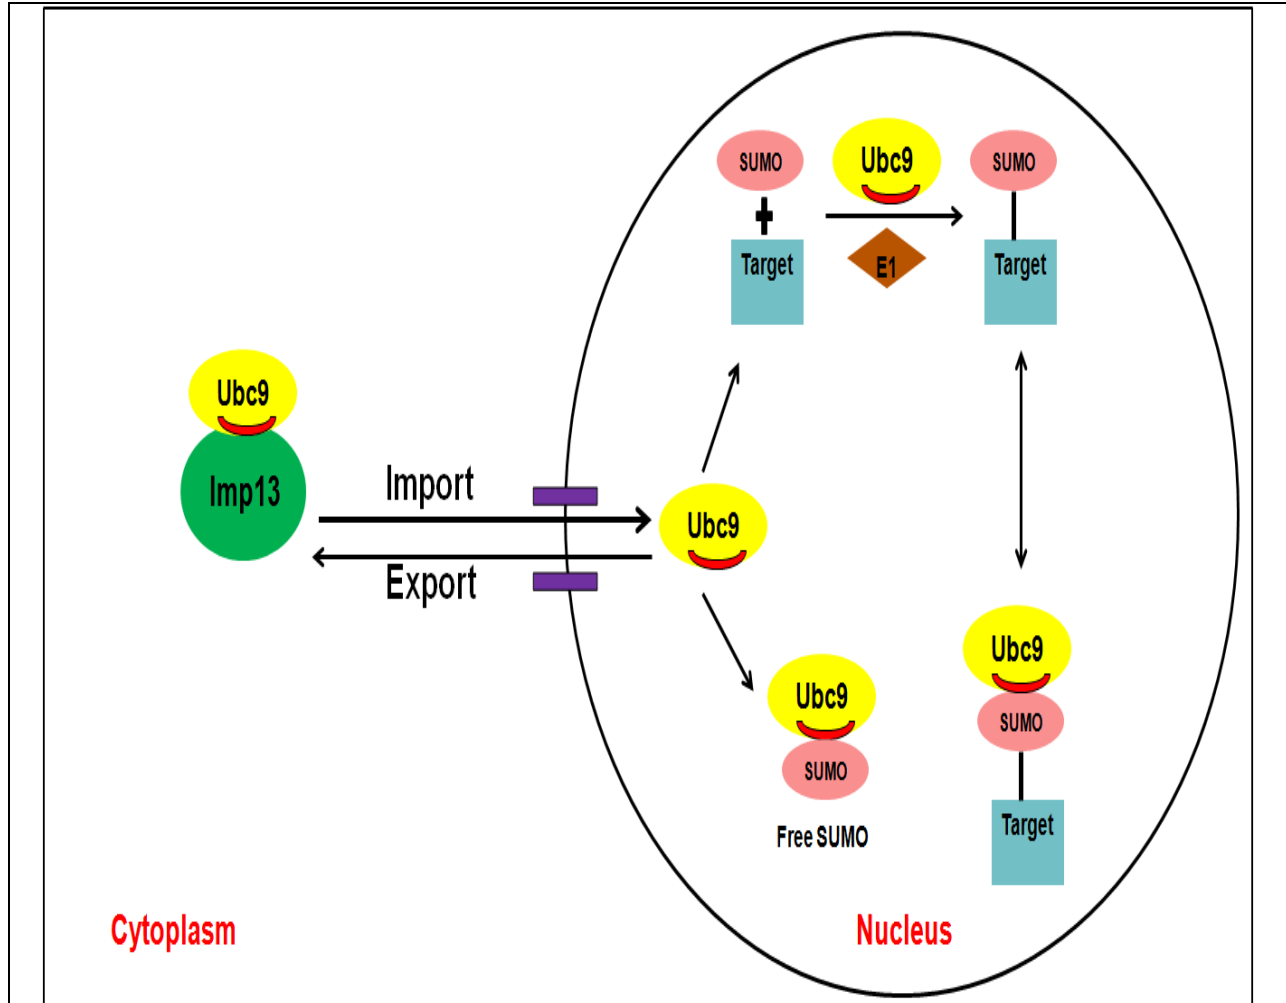 SUMO
Ubc9
SUMO
Target
E1
Target
Ubc9
Imp13
Import
Export
Ubc9
Ubc9
SUMO
Free SUMO
Ubc9
SUMO
Target
Cytoplasm
Nucleus